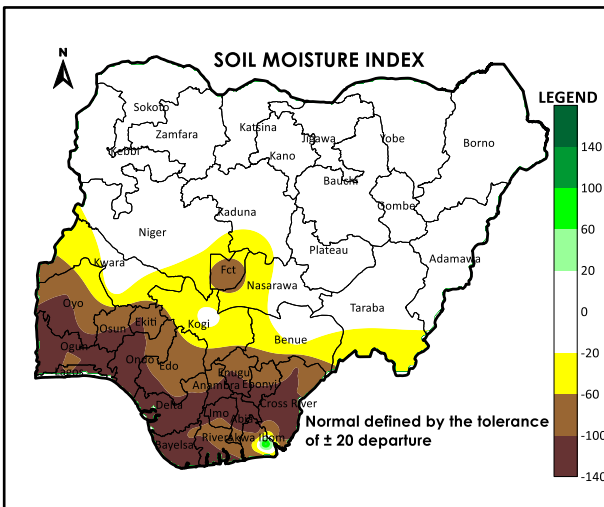 N
SOIL MOISTURE INDEX
LEGEND
140
100
60
20
0
-20
-60
-100
-140
Sokoto
Zamfara
Katsina
Jigawa
Yobe
Borno
Kebbi
Kano
Bauchi
Gombe
Kaduna
Niger
Plateau
Adamawa
Kwara
Fct
Nasarawa
Taraba
Oyo
Osun
Ekiti
Kogi
Benue
Ogun
Ondo
Edo
Enugu
Anambra
Ebonyi
Lagos
Delta
Imo
Abia
Cross River
Bayelsa
Rivers
Akwa Ibom
Normal defined by the tolerance
of ± 20 departure